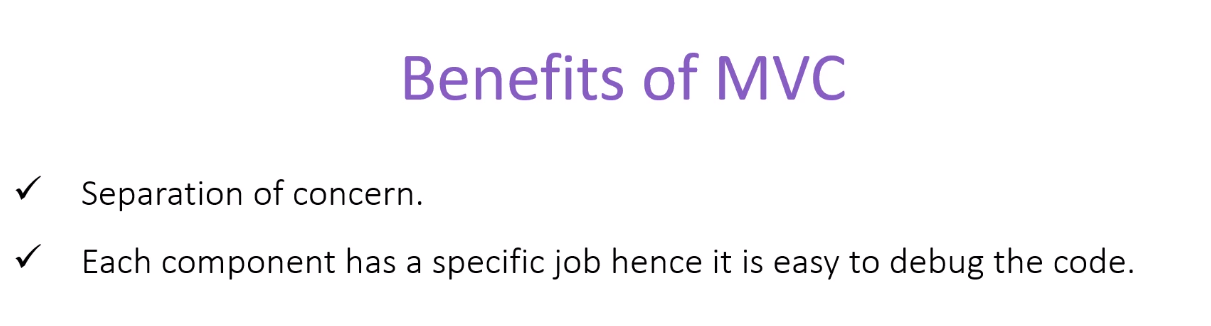 Benefits of MVC
✓ Separation of concern.
✓ Each component has a specific job hence it is easy to debug the code.